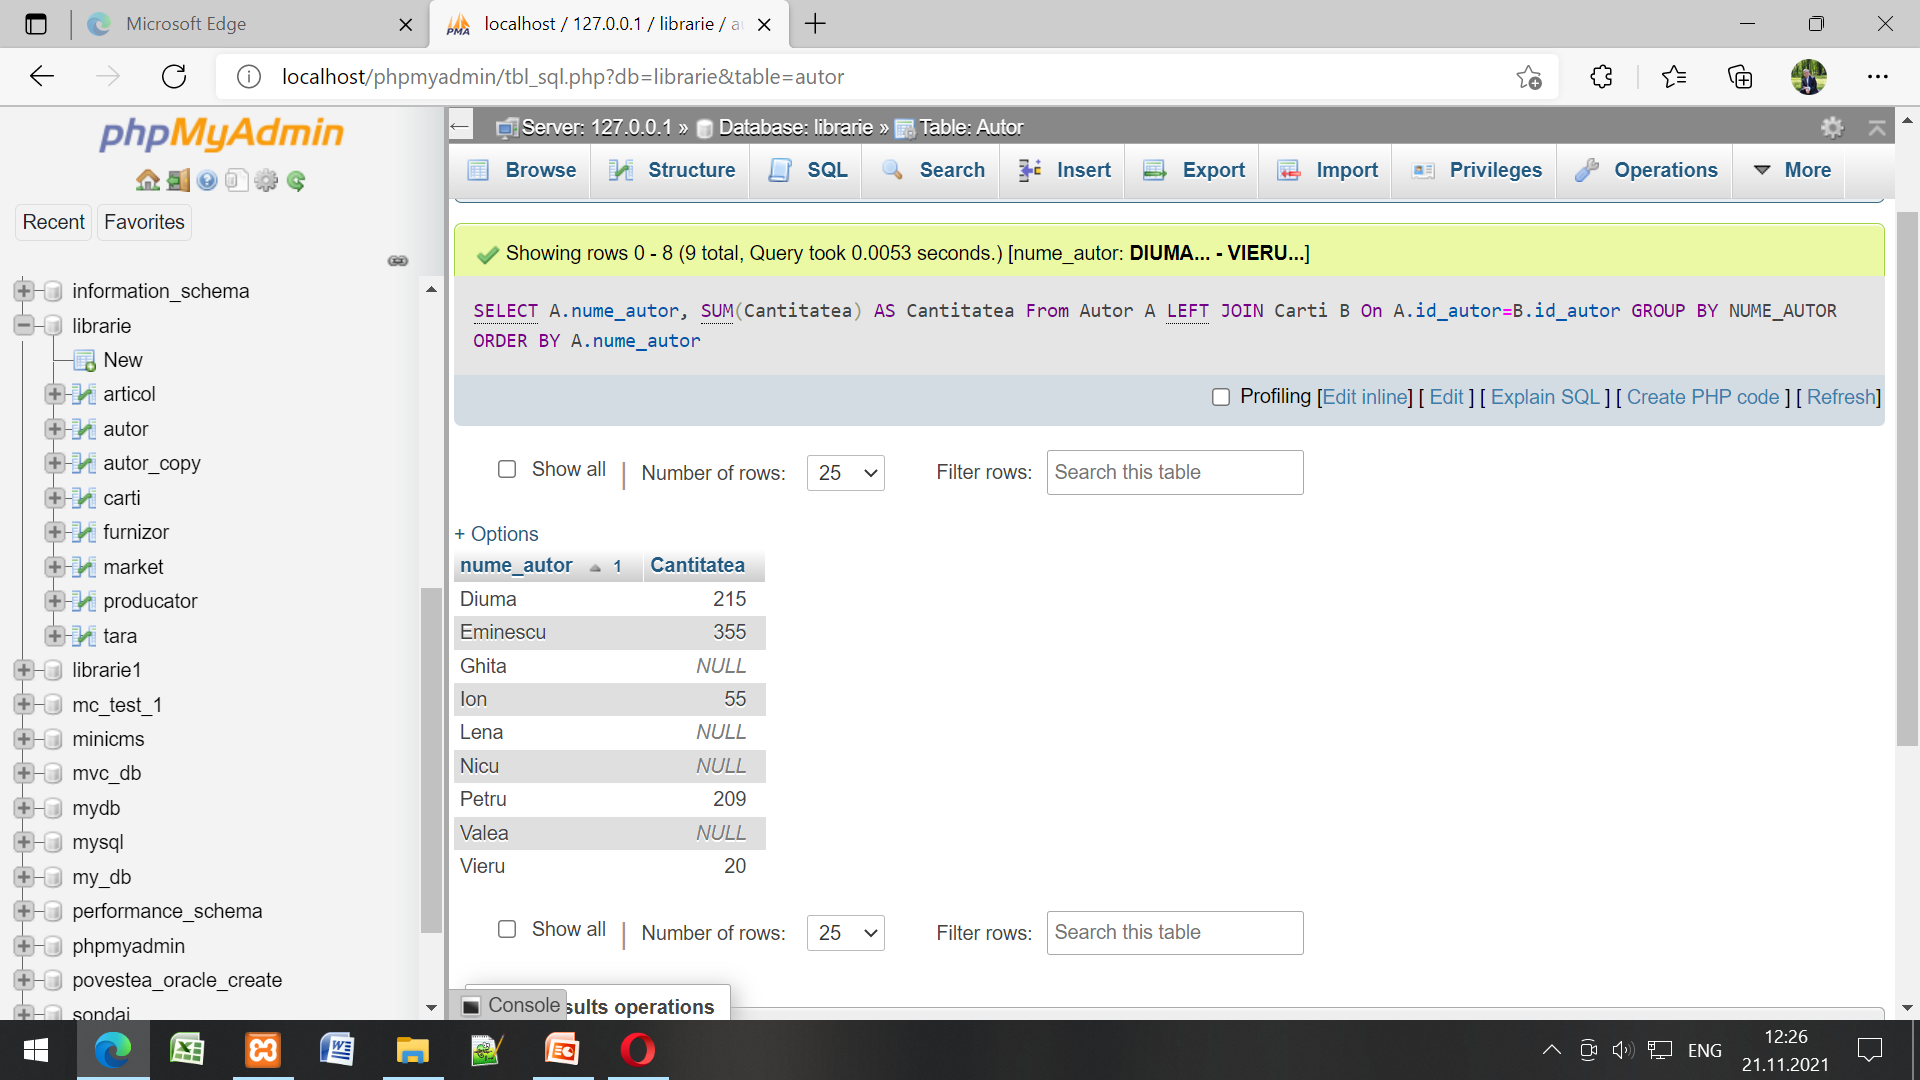 Microsoft Edge
localhost / 127.0.0.1 / librarie / a
localhost/phpmyadmin/tbl_sql.php?db=librarie&table=autor
phpMyAdmin
Recent
Favorites
information_schema
librarie
New
articol
autor
autor_copy
carti
furnizor
market
producator
tara
librarie1
mc_test_1
minicms
mvc_db
mydb
mysql
my_db
performance_schema
phpmyadmin
povestea_oracle_create
sondaj
Server: 127.0.0.1 » Database: librarie » Table: Autor
Browse Structure SQL Search Insert Export Import Privileges Operations More
Showing rows 0 - 8 (9 total, Query took 0.0053 seconds.) [nume_autor: DIUMA... - VIERU...]
SELECT A.nume_autor, SUM(Cantitatea) AS Cantitatea From Autor A LEFT JOIN Carti B On A.id_autor=B.id_autor GROUP BY NUME_AUTOR
ORDER BY A.nume_autor
Profiling [Edit inline] [ Edit ] [ Explain SQL ] [ Create PHP code ] [ Refresh]
Show all | Number of rows: 25 Filter rows: Search this table
+ Options
nume_autor 1 Cantitatea
Diuma 215
Eminescu 355
Ghita NULL
Ion 55
Lena NULL
Nicu NULL
Petru 209
Valea NULL
Vieru 20
Show all | Number of rows: 25 Filter rows: Search this table
Console
sults operations
ENG
12:26
21.11.2021